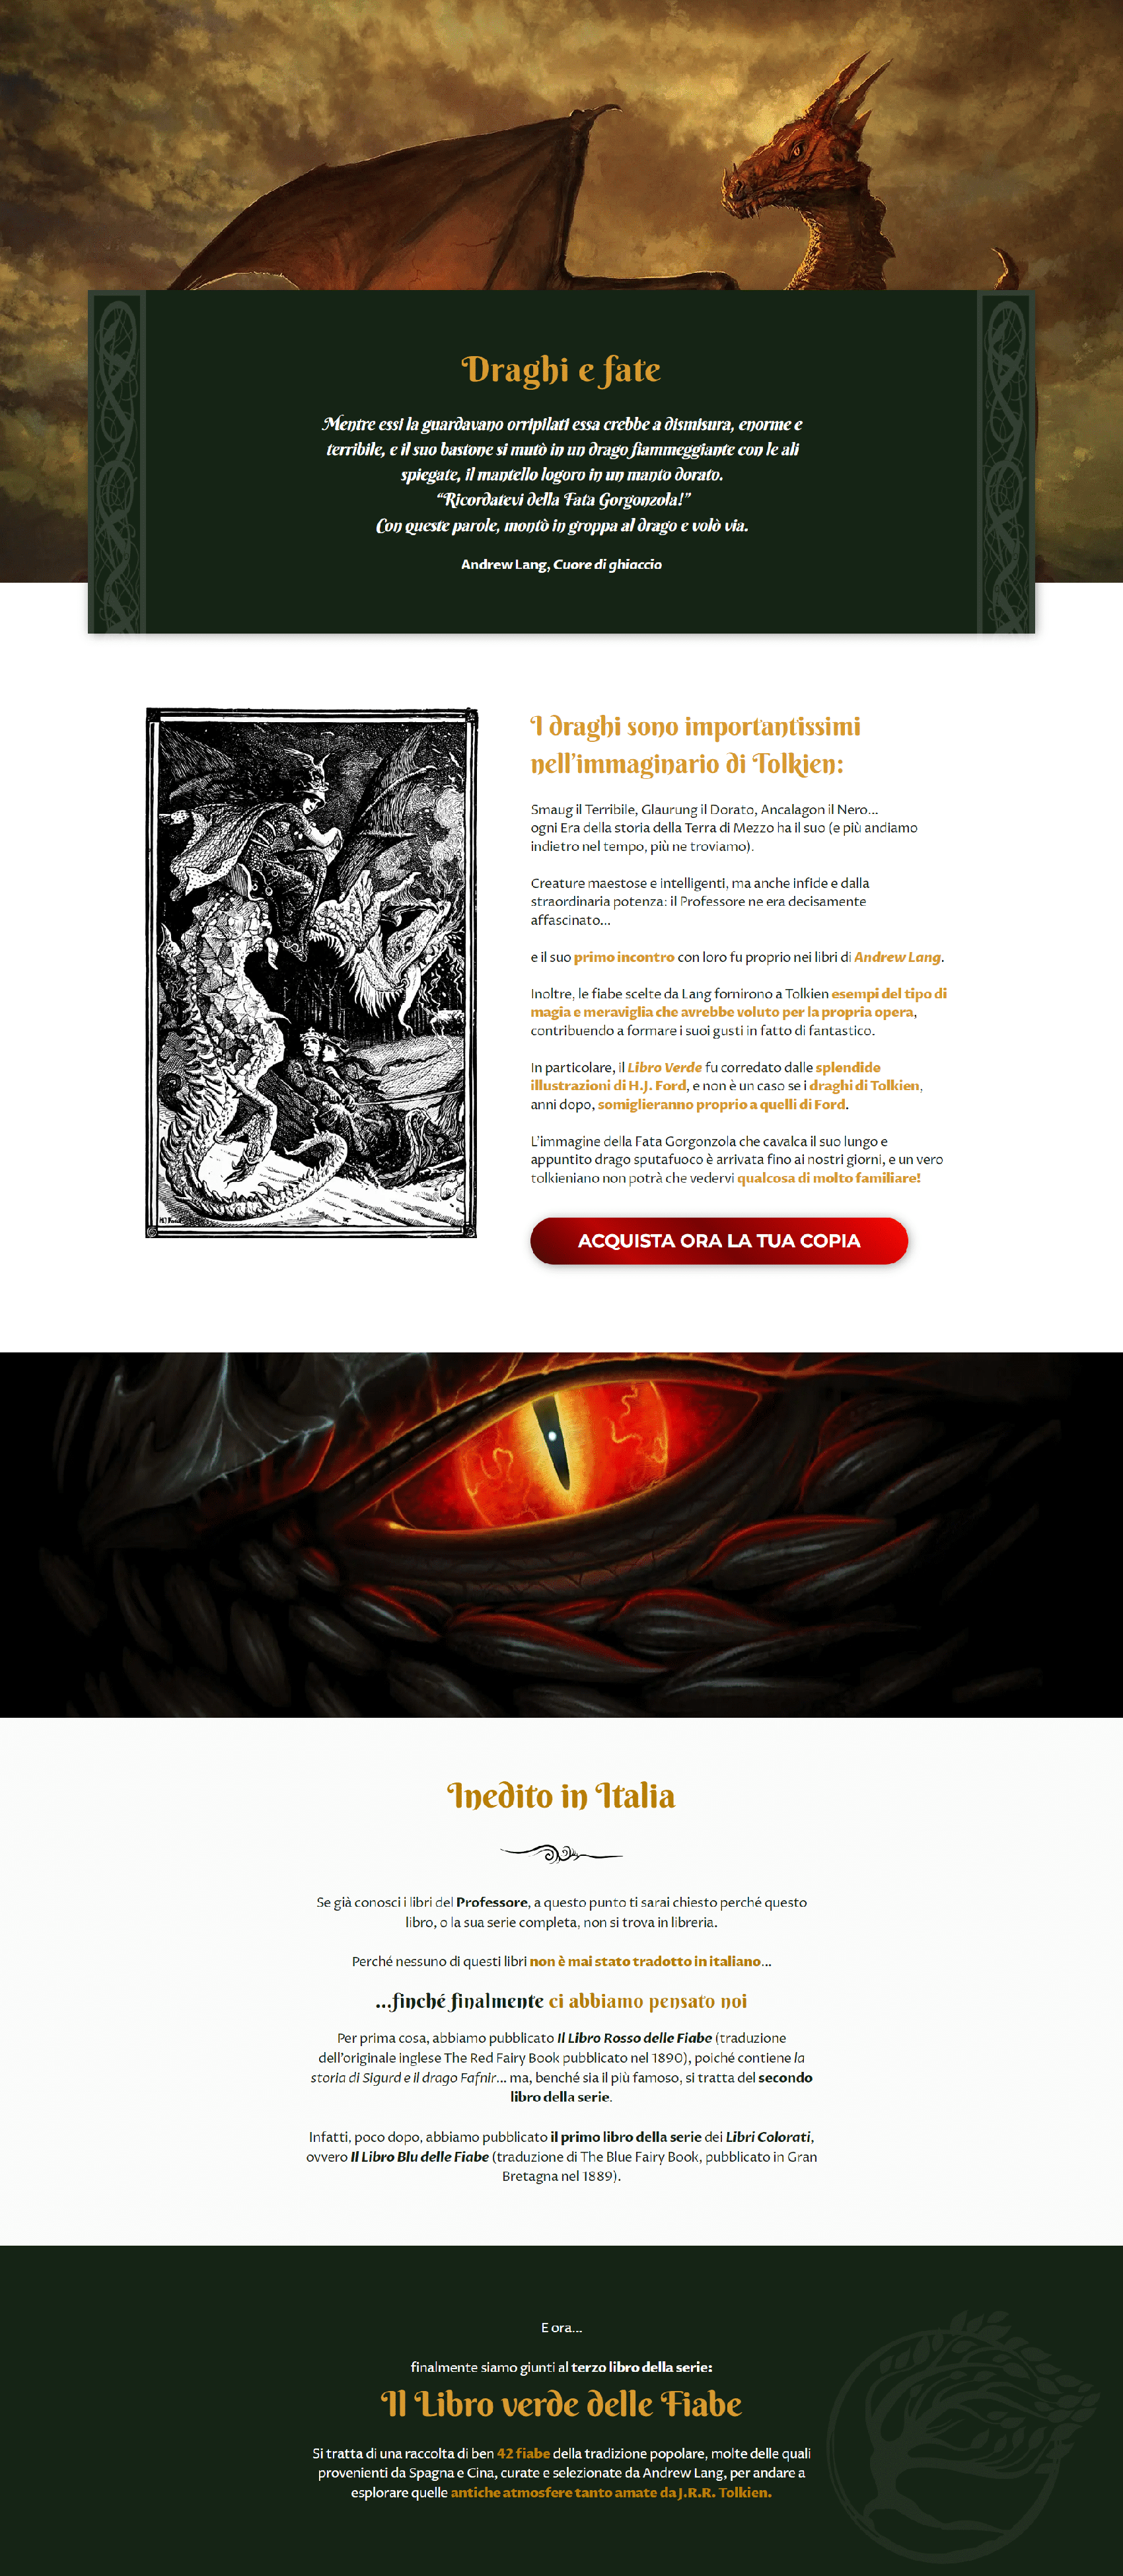 Draghi e fate
Mentre essi la guardavano orripilati essa crebbe a dismisura, enorme e
terribile, e il suo bastone si mutò in un drago fiammeggiante con le ali
spiegate, il mantello logoro in un manto dorato.
“Ricordatevi della Fata Gorgonzola!”
Con queste parole, montò in groppa al drago e volò via.
Andrew Lang, Cuore di ghiaccio
I draghi sono importantissimi
nell’immaginario di Tolkien:
Smaug il Terribile, Glaurung il Dorato, Ancalagon il Nero...
ogni Era della storia della Terra di Mezzo ha il suo (e più andiamo
indietro nel tempo, più ne troviamo).
Creature maestose e intelligenti, ma anche infide e dalla
straordinaria potenza: il Professore ne era decisamente
affascinato...
e il suo primo incontro con loro fu proprio nei libri di Andrew Lang.
Inoltre, le fiabe scelte da Lang fornirono a Tolkien esempi del tipo di
magia e meraviglia che avrebbe voluto per la propria opera,
contribuendo a formare i suoi gusti in fatto di fantastico.
In particolare, il Libro Verde fu corredato dalle splendide
illustrazioni di H.J. Ford, e non è un caso se i draghi di Tolkien,
anni dopo, somiglieranno proprio a quelli di Ford.
L’immagine della Fata Gorgonzola che cavalca il suo lungo e
appuntito drago sputafuoco è arrivata fino ai nostri giorni, e un vero
tolkieniano non potrà che vedervi qualcosa di molto familiare!
ACQUISTA ORA LA TUA COPIA
Inedito in Italia
Se già conosci i libri del Professore, a questo punto ti sarai chiesto perché questo
libro, o la sua serie completa, non si trova in libreria.
Perché nessuno di questi libri non è mai stato tradotto in italiano...
...finché finalmente ci abbiamo pensato noi
Per prima cosa, abbiamo pubblicato Il Libro Rosso delle Fiabe (traduzione
dell’originale inglese The Red Fairy Book pubblicato nel 1890), poiché contiene la
storia di Sigurd e il drago Fafnir... ma, benché sia il più famoso, si tratta del secondo
libro della serie.
Infatti, poco dopo, abbiamo pubblicato il primo libro della serie dei Libri Colorati,
ovvero Il Libro Blu delle Fiabe (traduzione di The Blue Fairy Book, pubblicato in Gran
Bretagna nel 1889).
E ora...
finalmente siamo giunti al terzo libro della serie:
Il Libro verde delle Fiabe
Si tratta di una raccolta di ben 42 fiabe della tradizione popolare, molte delle quali
provenienti da Spagna e Cina, curate e selezionate da Andrew Lang, per andare a
esplorare quelle antiche atmosfere tanto amate da J.R.R. Tolkien.